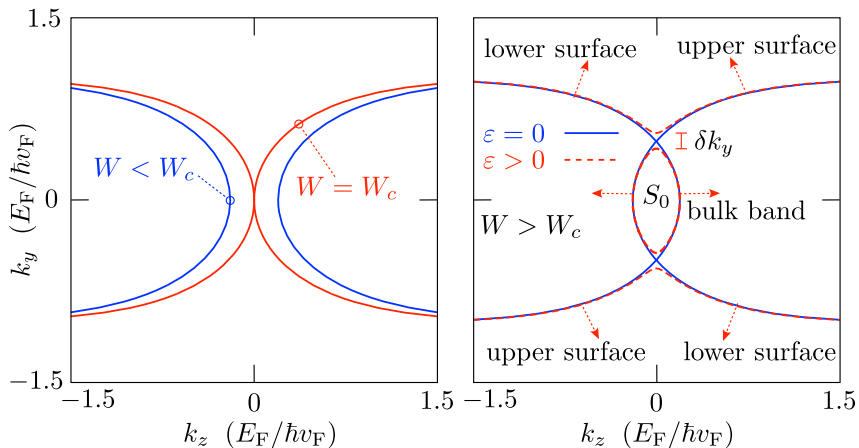 1.5
k_y (E_F/ħv_F)
W < W_c
W = W_c
0
−1.5
−1.5
0
1.5
k_z (E_F/ħv_F)
lower surface
upper surface
ε = 0
ε > 0
δk_y
S_0
bulk band
W > W_c
upper surface
lower surface
−1.5
0
1.5
k_z (E_F/ħv_F)